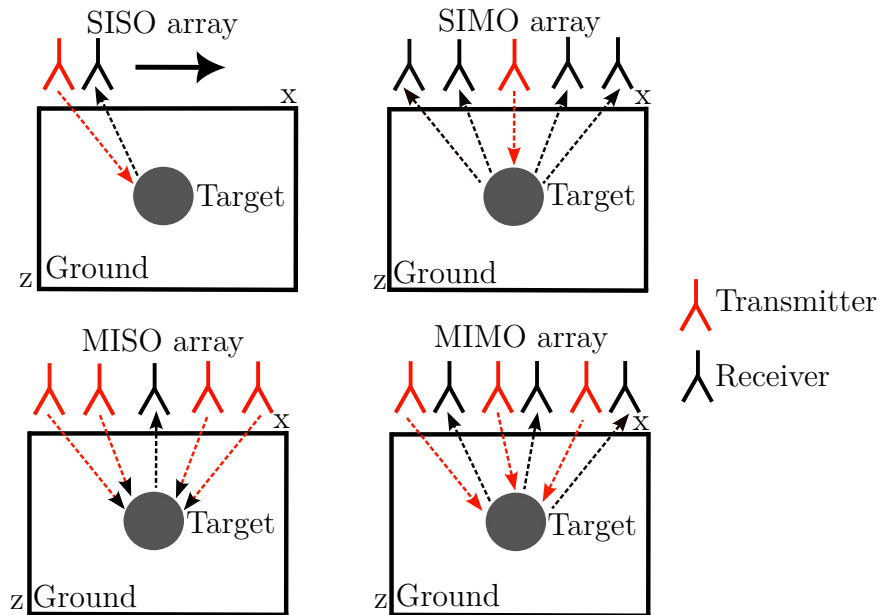 SISO array
x
Target
z
Ground
SIMO array
x
Target
z
Ground
MISO array
x
Target
z
Ground
MIMO array
x
Target
z
Ground
Transmitter
Receiver